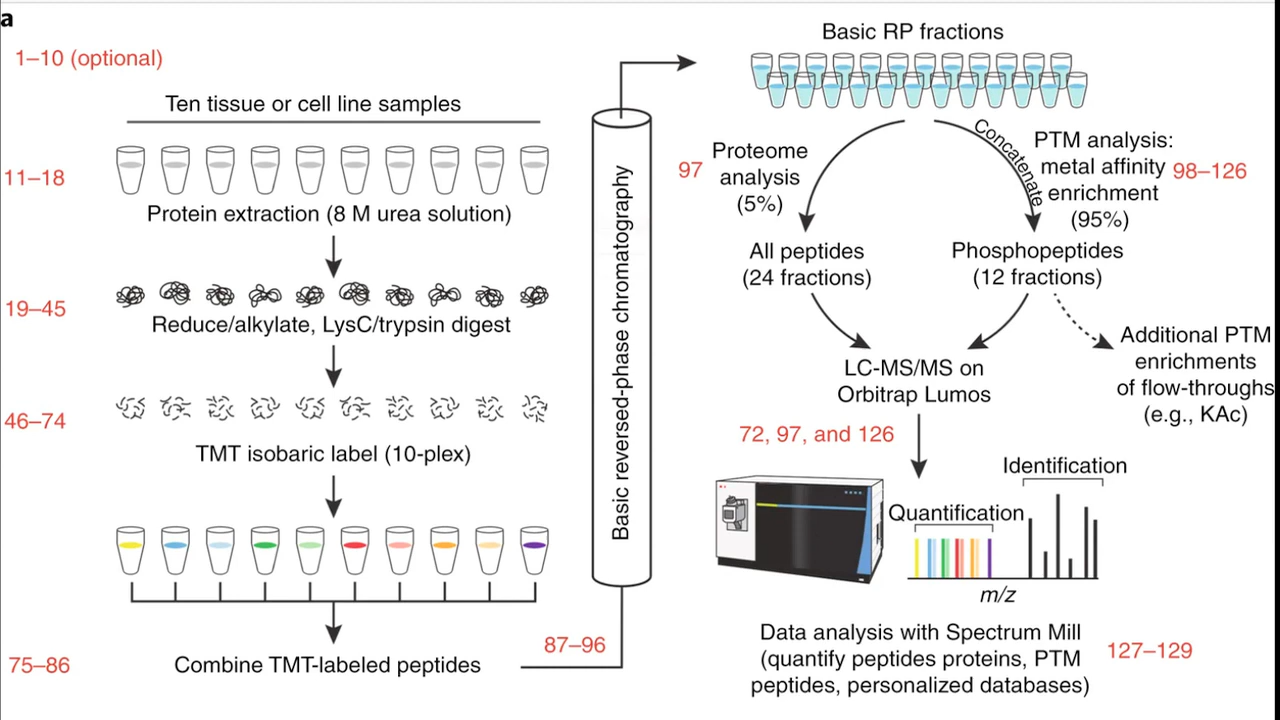 a
1–10 (optional)
Ten tissue or cell line samples
11–18
Protein extraction (8 M urea solution)
19–45
Reduce/alkylate, LysC/trypsin digest
46–74
TMT isobaric label (10-plex)
75–86
Combine TMT-labeled peptides
87–96
Basic reversed-phase chromatography
Basic RP fractions
97
Proteome
analysis
(5%)
Concatenate
PTM analysis:
metal affinity
enrichment
(95%)
98–126
All peptides
(24 fractions)
Phosphopeptides
(12 fractions)
Additional PTM
enrichments
of flow-throughs
(e.g., KAc)
LC-MS/MS on
Orbitrap Lumos
72, 97, and 126
Identification
Quantification
m/z
Data analysis with Spectrum Mill
(quantify peptides proteins, PTM
peptides, personalized databases)
127–129